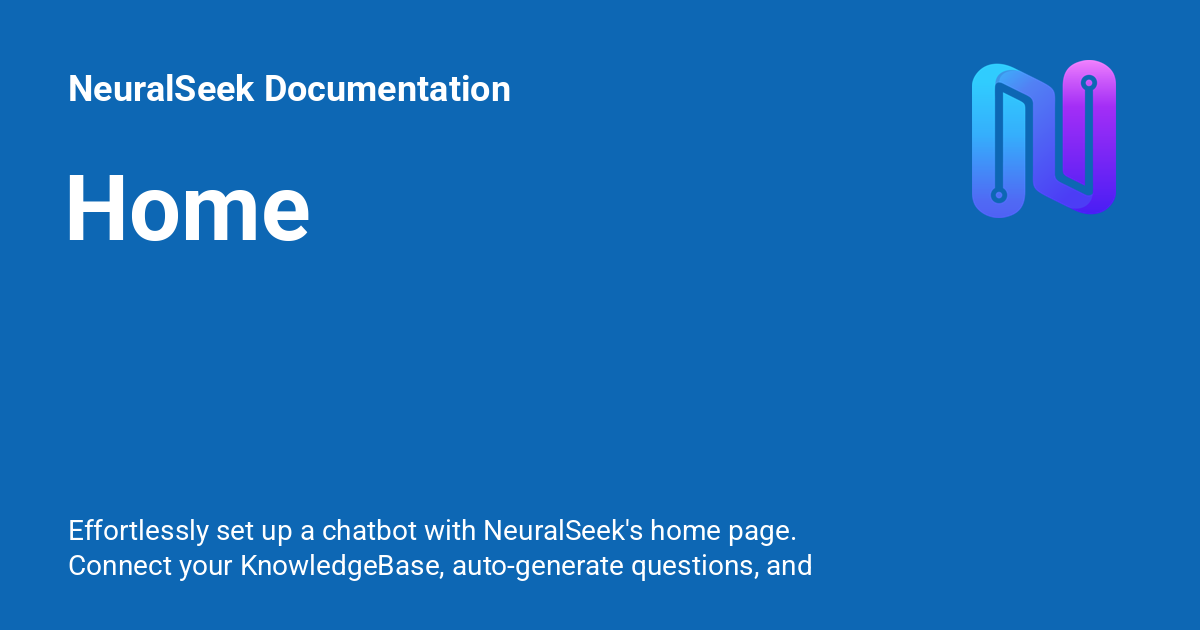 NeuralSeek Documentation
Home
Effortlessly set up a chatbot with NeuralSeek's home page.
Connect your KnowledgeBase, auto-generate questions, and